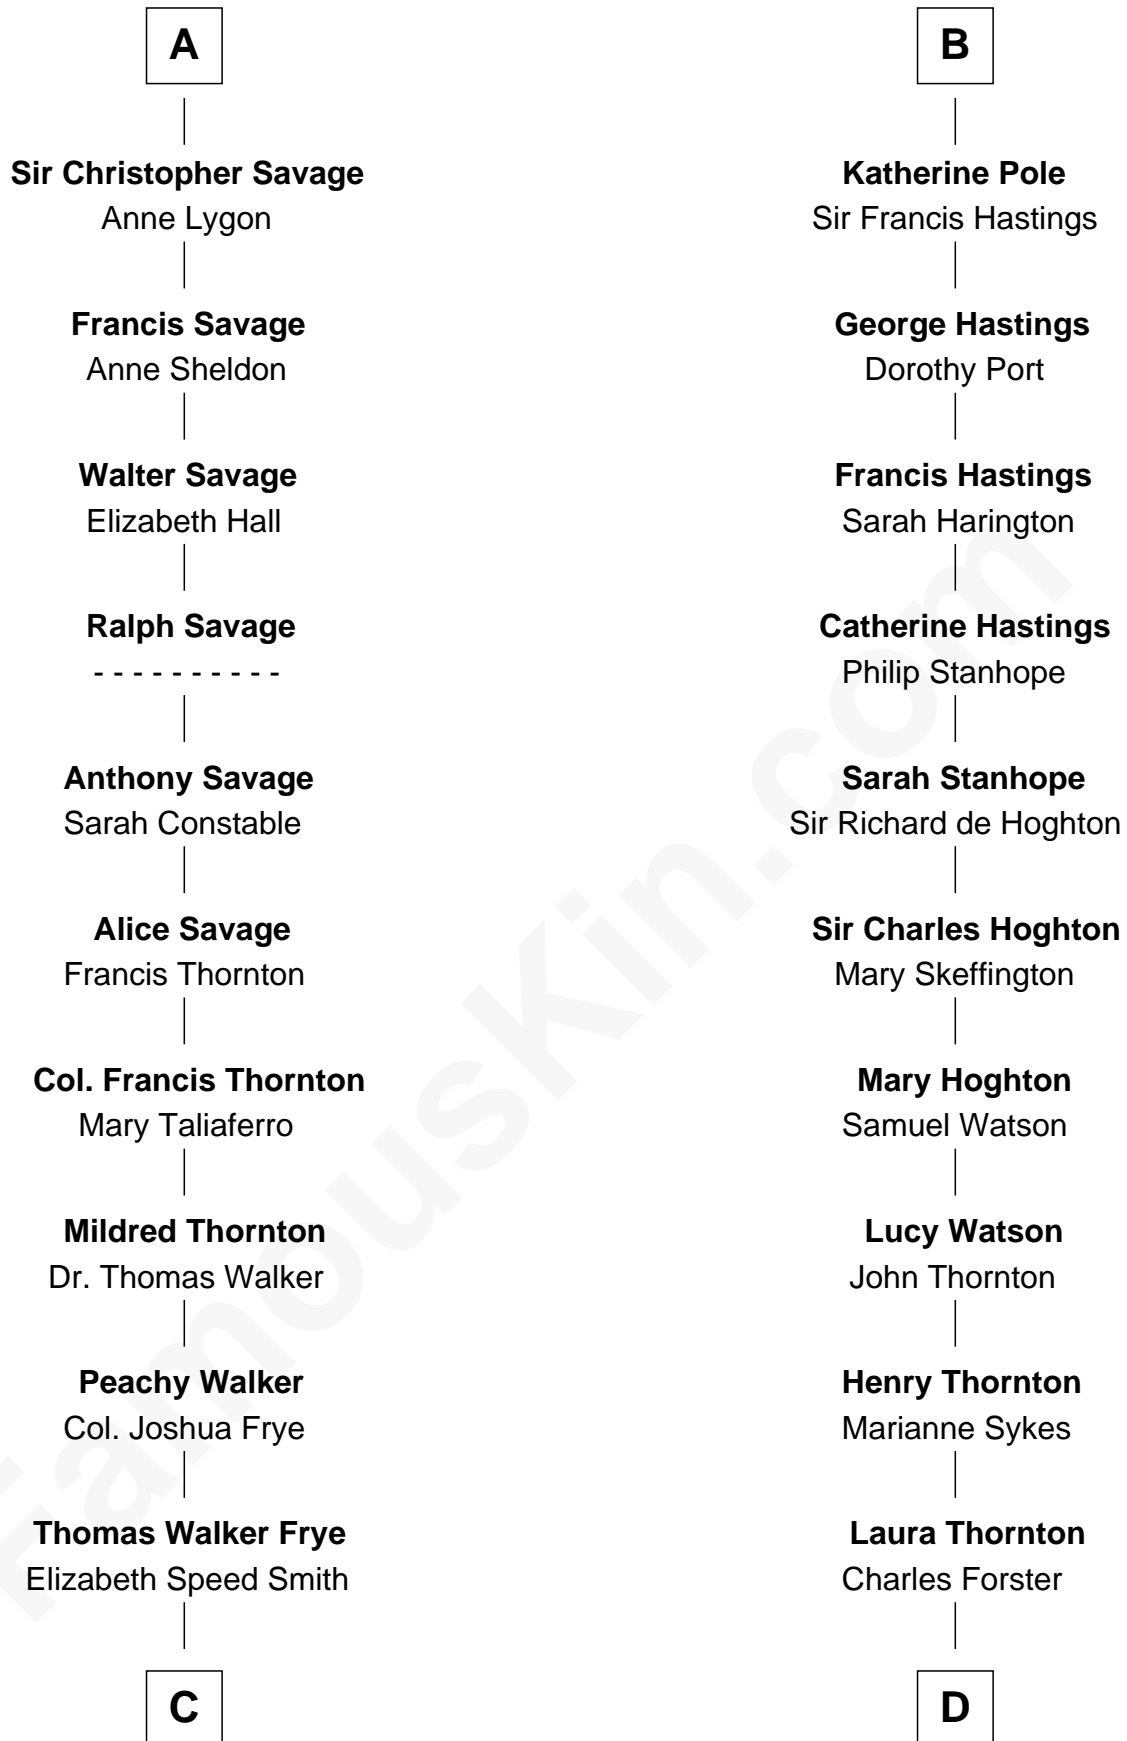 A
Sir Christopher Savage
Anne Lygon
Francis Savage
Anne Sheldon
Walter Savage
Elizabeth Hall
Ralph Savage
- - - - - - - - - -
Anthony Savage
Sarah Constable
Alice Savage
Francis Thornton
Col. Francis Thornton
Mary Taliaferro
Mildred Thornton
Dr. Thomas Walker
Peachy Walker
Col. Joshua Frye
Thomas Walker Frye
Elizabeth Speed Smith
C
B
Katherine Pole
Sir Francis Hastings
George Hastings
Dorothy Port
Francis Hastings
Sarah Harington
Catherine Hastings
Philip Stanhope
Sarah Stanhope
Sir Richard de Hoghton
Sir Charles Hoghton
Mary Skeffington
Mary Hoghton
Samuel Watson
Lucy Watson
John Thornton
Henry Thornton
Marianne Sykes
Laura Thornton
Charles Forster
D
FamousKin.com